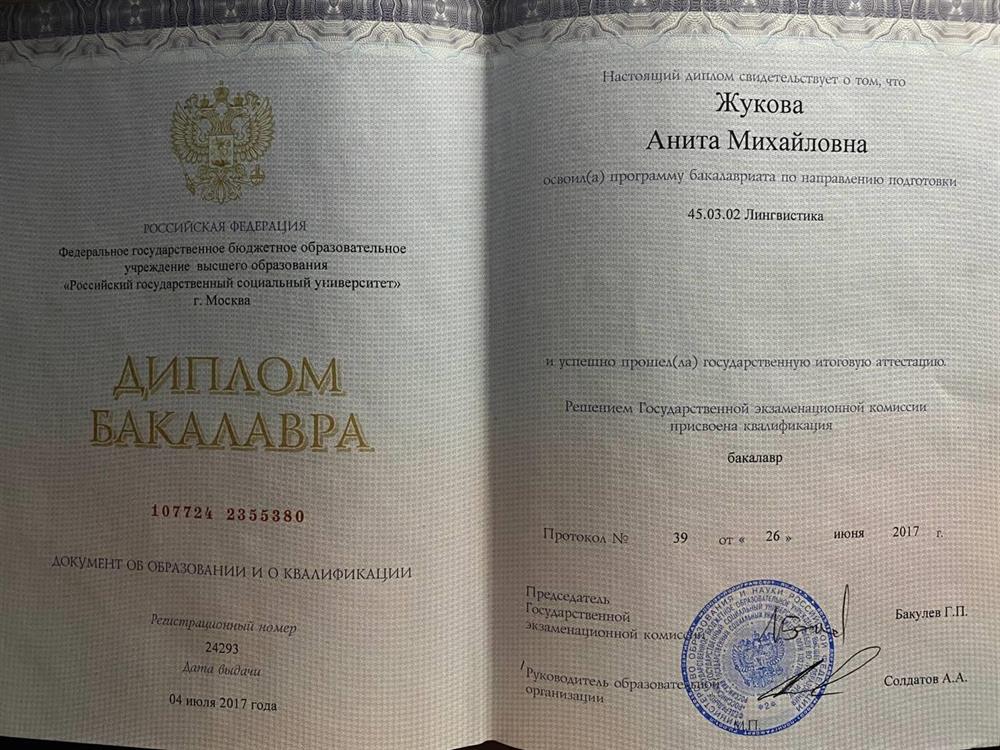 РОССИЙСКАЯ ФЕДЕРАЦИЯ
Федеральное государственное бюджетное образовательное
учреждение высшего образования
«Российский государственный социальный университет»
г. Москва
ДИПЛОМ
БАКАЛАВРА
107724 2355380
ДОКУМЕНТ ОБ ОБРАЗОВАНИИ И О КВАЛИФИКАЦИИ
Регистрационный номер
24293
Дата выдачи
04 июля 2017 года
Настоящий диплом свидетельствует о том, что
Жукова
Анита Михайловна
освоил(а) программу бакалавриата по направлению подготовки
45.03.02 Лингвистика
и успешно прошел(ла) государственную итоговую аттестацию.
Решением Государственной экзаменационной комиссии
присвоена квалификация
бакалавр
Протокол № 39 от « 26 » июня 2017 г.
Председатель
Государственной
экзаменационной комиссии
Бакулев Г.П.
Руководитель образовательной
организации
Солдатов А.А.
М.П.